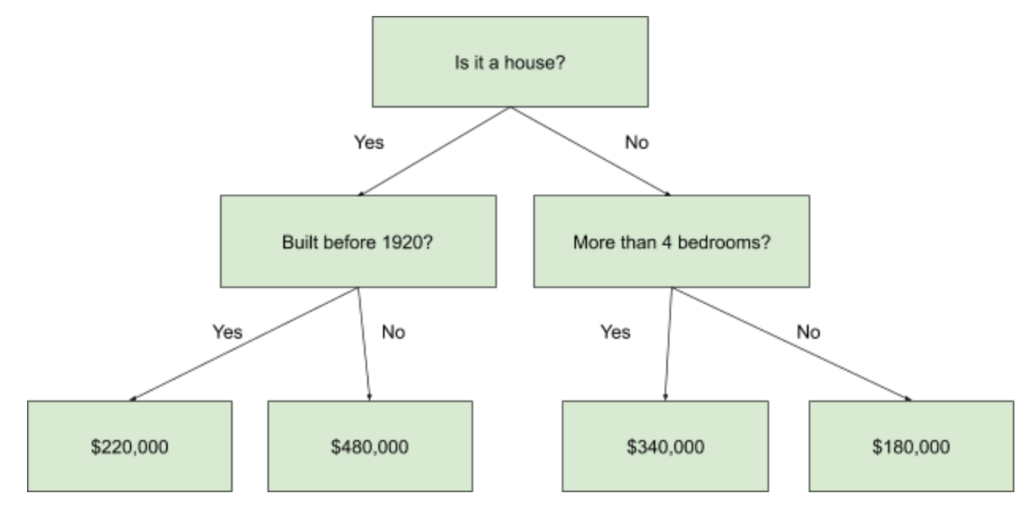 Is it a house?
Yes
No
Built before 1920?
More than 4 bedrooms?
Yes
No
Yes
No
$220,000
$480,000
$340,000
$180,000